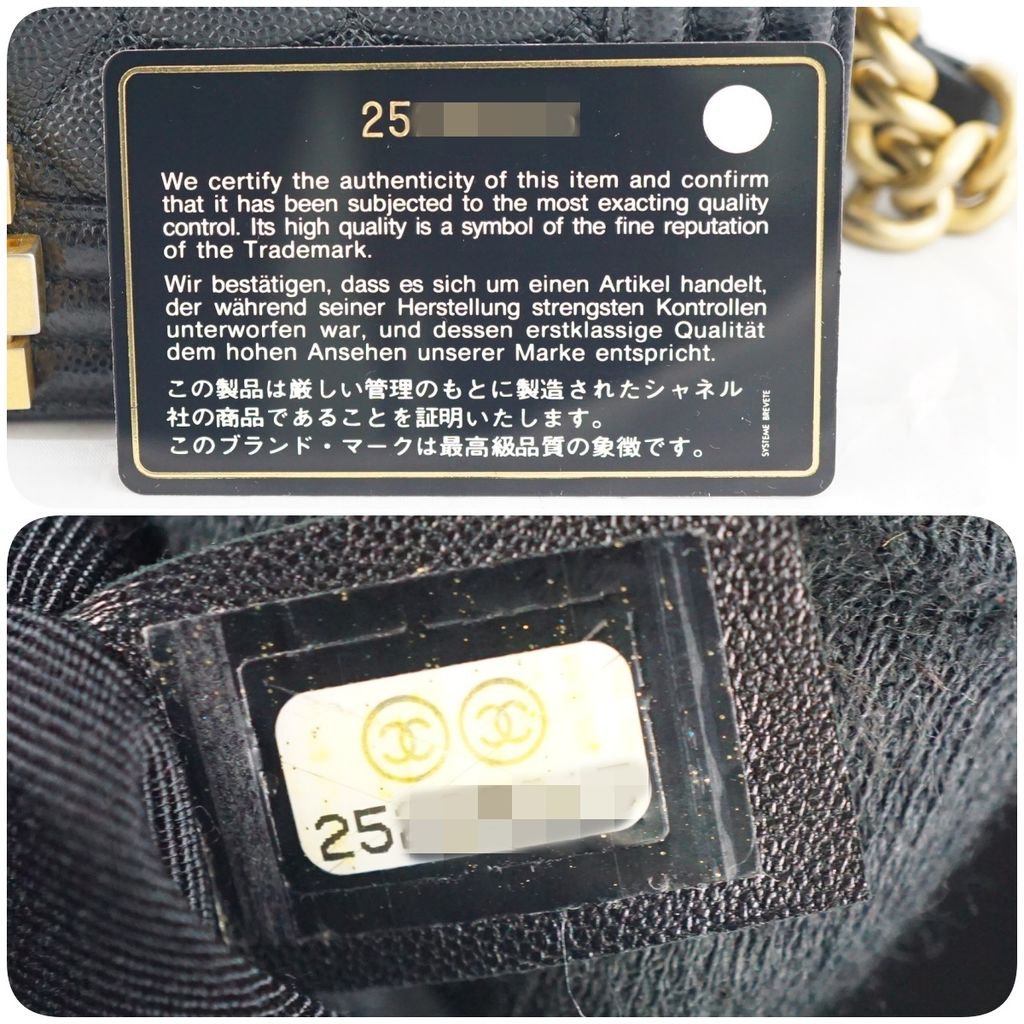 25
We certify the authenticity of this item and confirm
that it has been subjected to the most exacting quality
control. Its high quality is a symbol of the fine reputation
of the Trademark.
Wir bestätigen, dass es sich um einen Artikel handelt,
der während seiner Herstellung strengsten Kontrollen
unterworfen war, und dessen erstklassige Qualität
dem hohen Ansehen unserer Marke entspricht.
この製品は厳しい管理のもとに製造されたシャネル
社の商品であることを証明いたします。
このブランド・マークは最高級品質の象徴です。
SYSTEME BREVETE
25